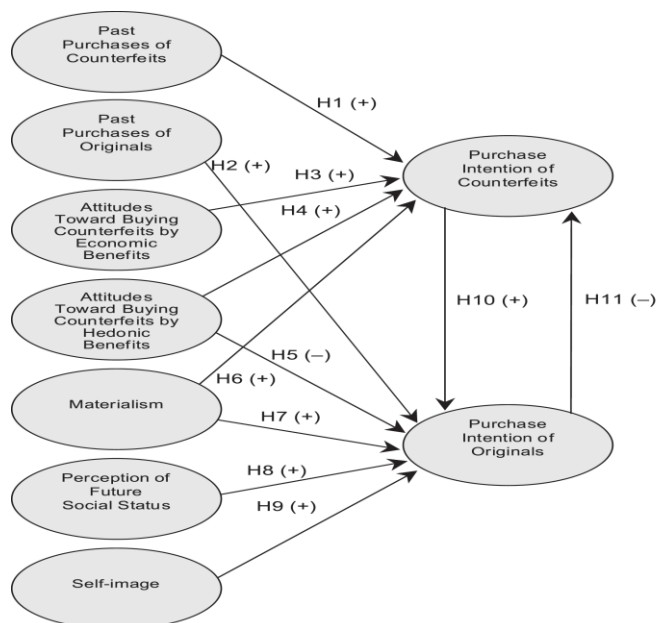 Past
Purchases of
Counterfeits
H1 (+)
Past
Purchases of
Originals
H2 (+)
H3 (+)
Purchase
Intention of
Counterfeits
Attitudes
Toward Buying
Counterfeits by
Economic
Benefits
H4 (+)
Attitudes
Toward Buying
Counterfeits by
Hedonic
Benefits
H10 (+)
H11 (–)
H5 (–)
H6 (+)
Materialism
H7 (+)
Purchase
Intention of
Originals
Perception of
Future
Social Status
H8 (+)
H9 (+)
Self-image